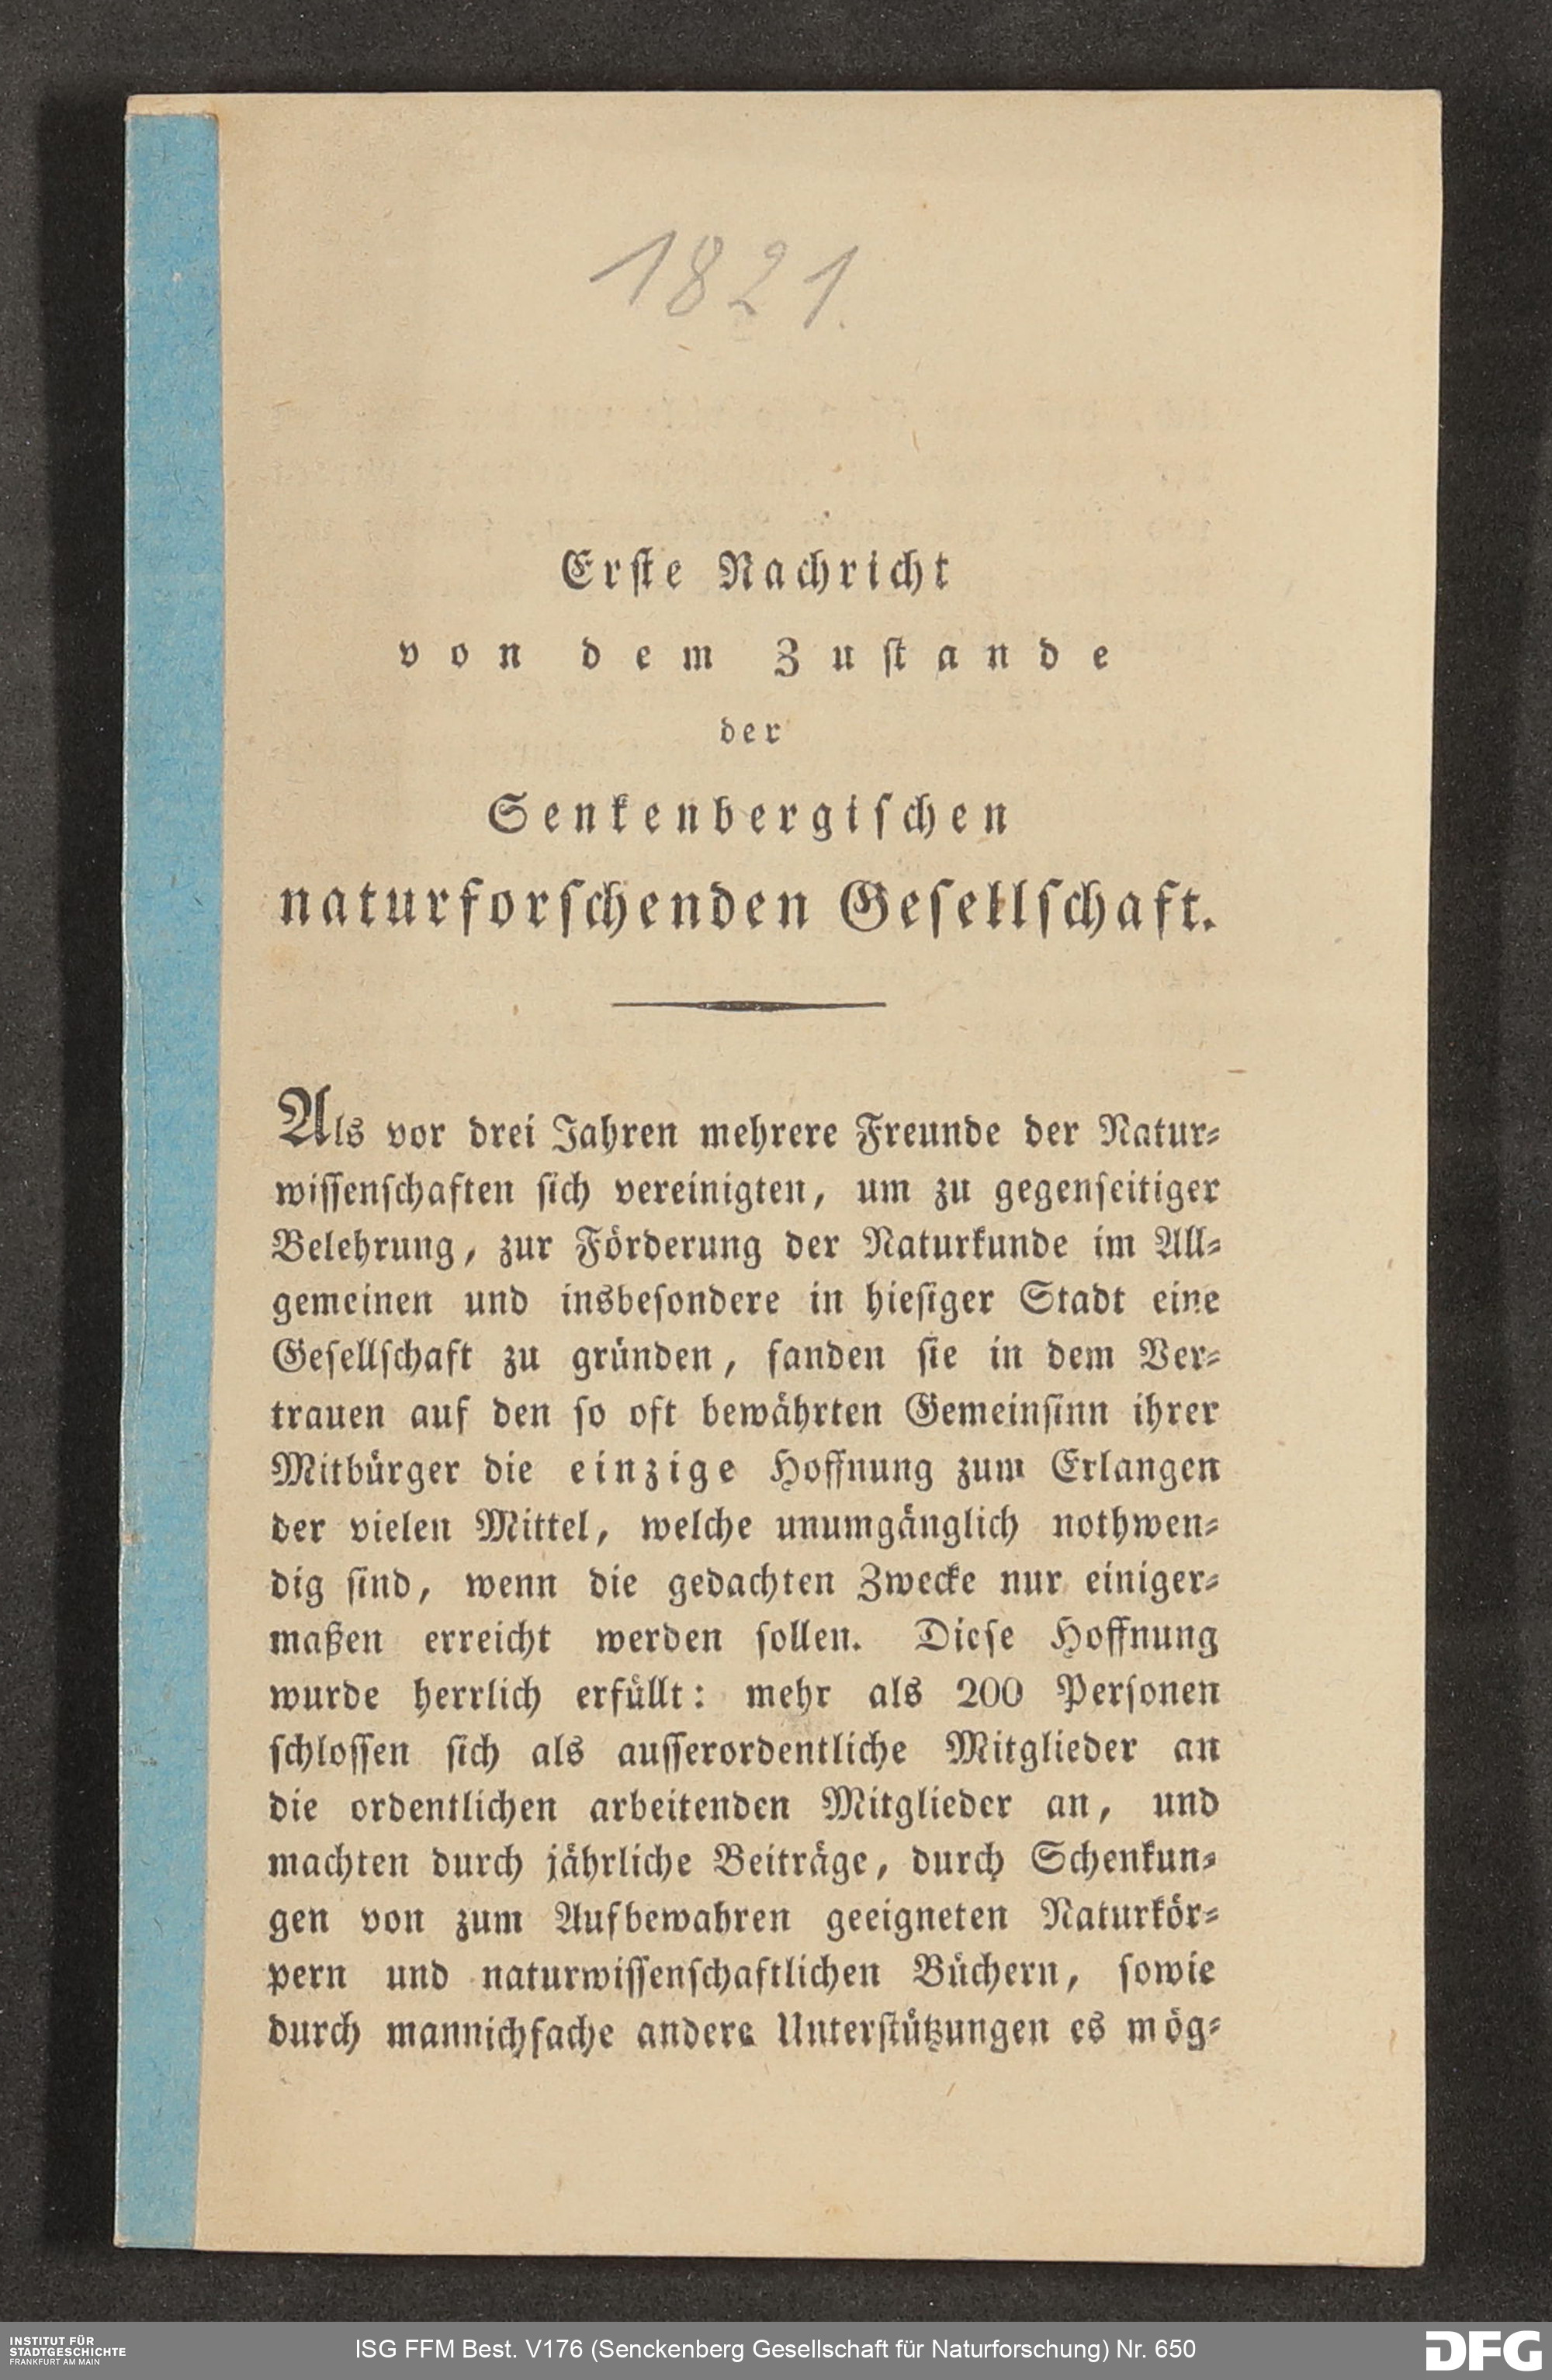 1821.
Erste Nachricht
von dem Zustande
der
Senkenbergischen
naturforschenden Gesellschaft.
Als vor drei Jahren mehrere Freunde der Natur-
wissenschaften sich vereinigten, um zu gegenseitiger
Belehrung, zur Förderung der Naturkunde im All-
gemeinen und insbesondere in hiesiger Stadt eine
Gesellschaft zu gründen, fanden sie in dem Ver-
trauen auf den so oft bewährten Gemeinsinn ihrer
Mitbürger die einzige Hoffnung zum Erlangen
der vielen Mittel, welche unumgänglich nothwen-
dig sind, wenn die gedachten Zwecke nur einiger-
maßen erreicht werden sollen. Diese Hoffnung
wurde herrlich erfüllt: mehr als 200 Personen
schlossen sich als ausserordentliche Mitglieder an
die ordentlichen arbeitenden Mitglieder an, und
machten durch jährliche Beiträge, durch Schenkun-
gen von zum Aufbewahren geeigneten Naturkör-
pern und naturwissenschaftlichen Büchern, sowie
durch mannichfache andere Unterstützungen es mög-
INSTITUT FÜR
STADTGESCHICHTE
FRANKFURT AM MAIN
ISG FFM Best. V176 (Senckenberg Gesellschaft für Naturforschung) Nr. 650
DFG